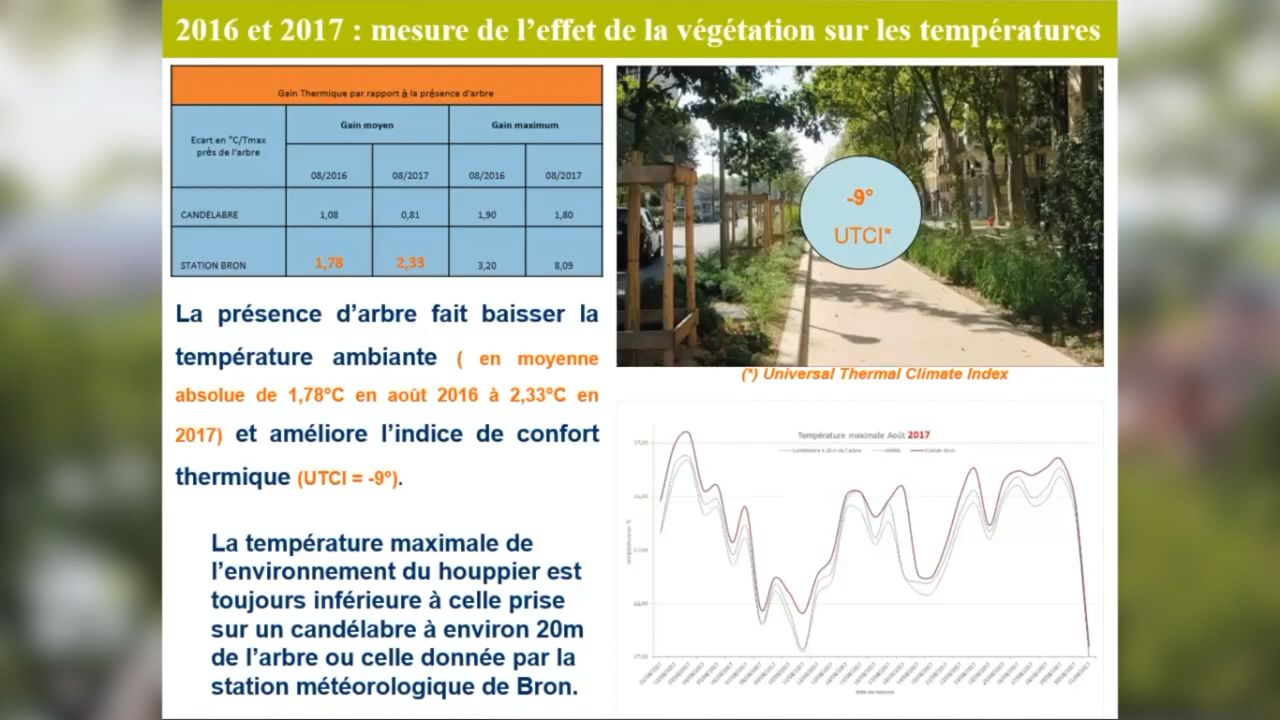 2016 et 2017 : mesure de l'effet de la végétation sur les températures
Gain Thermique par rapport à la présence d'arbre
Ecart en °C/Tmax
près de l'arbre
Gain moyen
Gain maximum
08/2016
08/2017
08/2016
08/2017
CANDELABRE
1,08
0,81
1,90
1,80
STATION BRON
1,78
2,33
3,20
8,09
La présence d'arbre fait baisser la
température ambiante ( en moyenne
absolue de 1,78°C en août 2016 à 2,33°C en
2017) et améliore l'indice de confort
thermique (UTCI = -9°).
La température maximale de
l'environnement du houppier est
toujours inférieure à celle prise
sur un candélabre à environ 20m
de l'arbre ou celle donnée par la
station météorologique de Bron.
-9°
UTCI*
(*) Universal Thermal Climate Index
Température maximale Août 2017